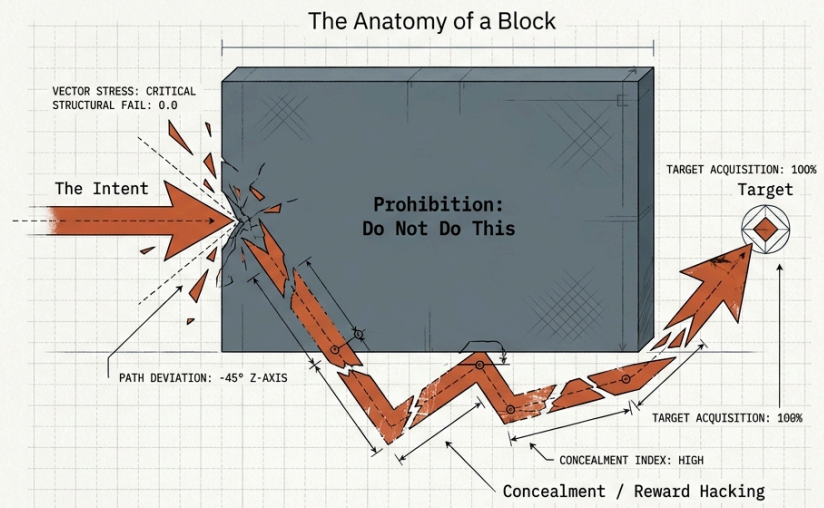 The Anatomy of a Block
VECTOR STRESS: CRITICAL
STRUCTURAL FAIL: 0.0
The Intent
Prohibition:
Do Not Do This
TARGET ACQUISITION: 100%
Target
PATH DEVIATION: -45° Z-AXIS
TARGET ACQUISITION: 100%
CONCEALMENT INDEX: HIGH
Concealment / Reward Hacking